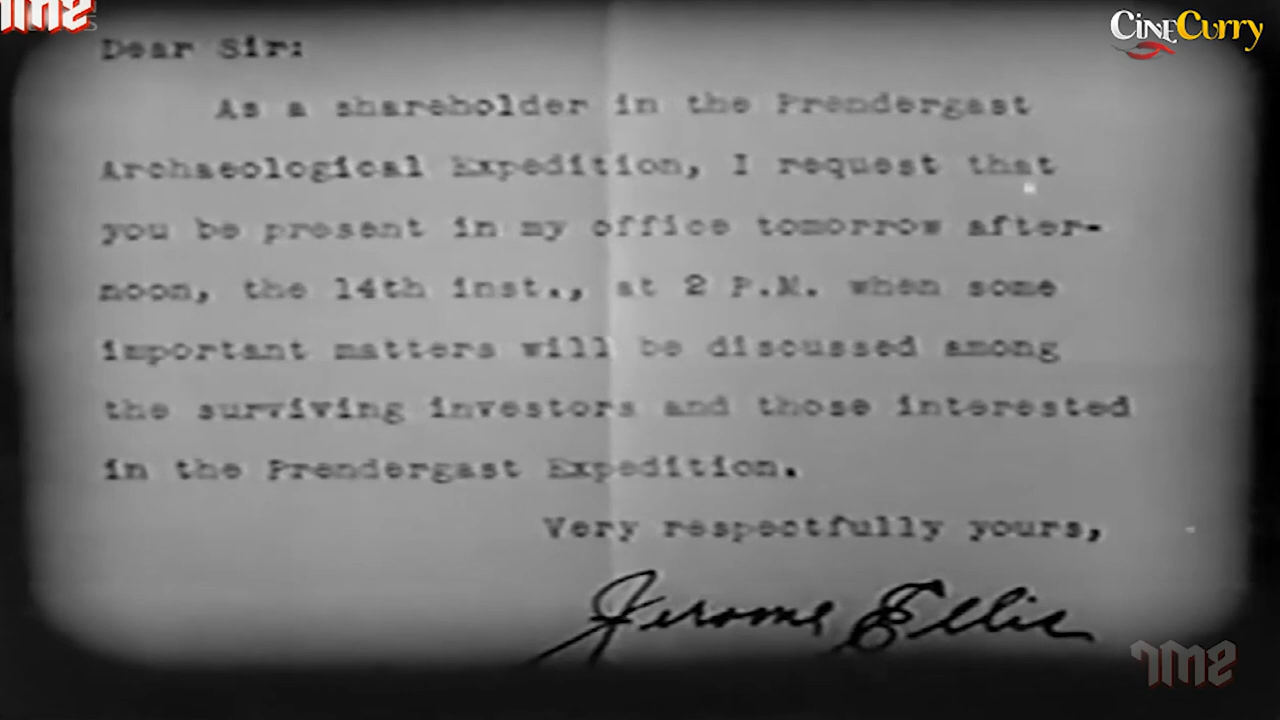 CineCurry
Dear Sir:
As a shareholder in the Prendergast
Archaeological Expedition, I request that
you be present in my office tomorrow after-
noon, the 14th inst., at 2 P.M. when some
important matters will be discussed among
the surviving investors and those interested
in the Prendergast Expedition.
Very respectfully yours,
Jerome Ellis